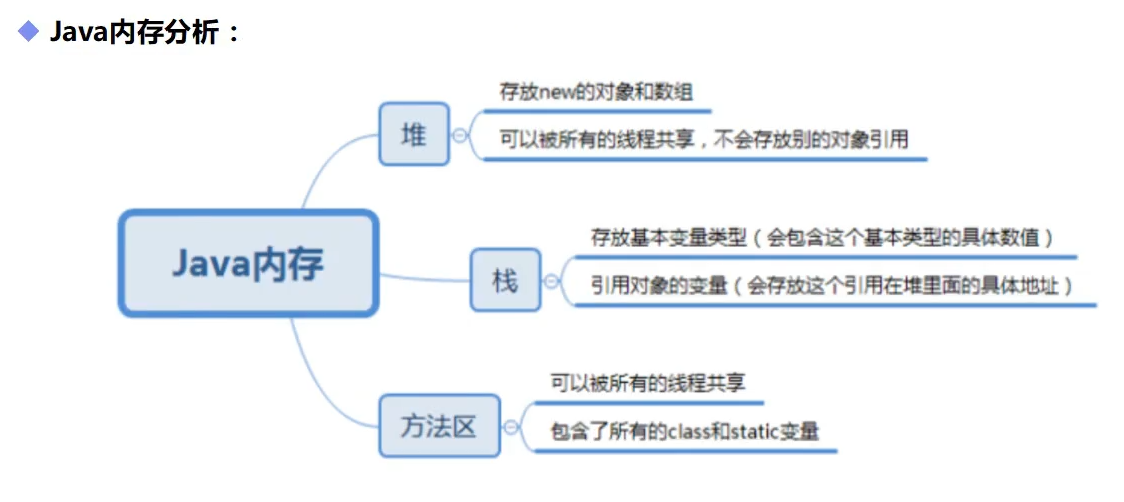 Java内存分析：
堆
存放new的对象和数组
可以被所有的线程共享，不会存放别的对象引用
Java内存
栈
存放基本变量类型（会包含这个基本类型的具体数值）
引用对象的变量（会存放这个引用在堆里面的具体地址）
方法区
可以被所有的线程共享
包含了所有的class和static变量